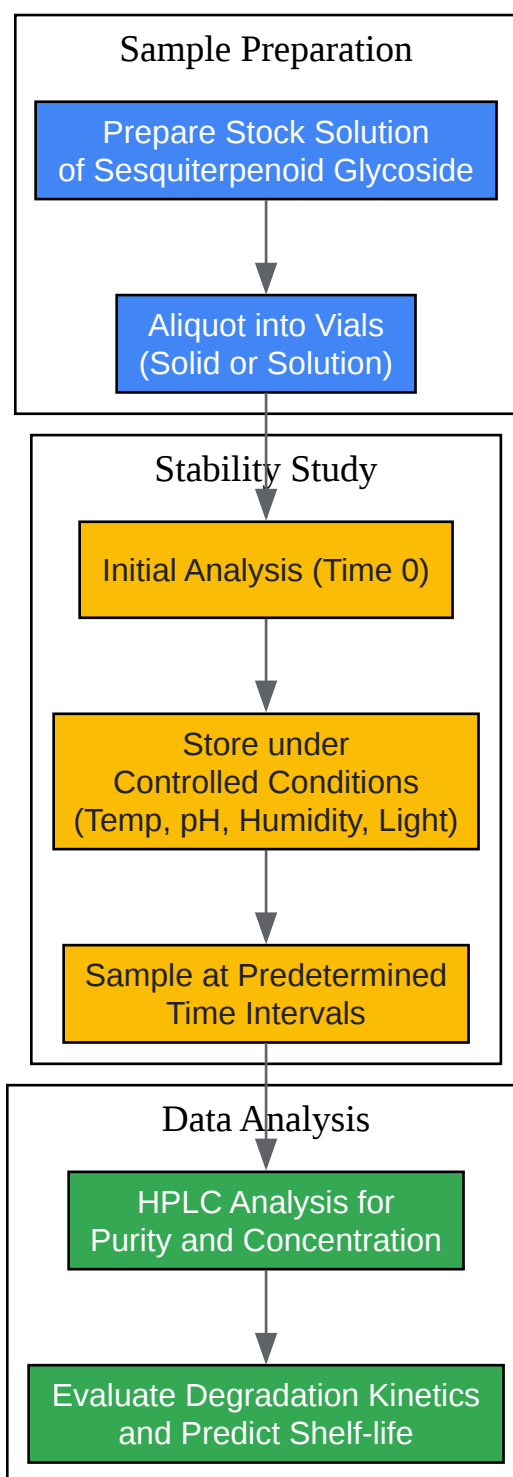 Sample Preparation
Prepare Stock Solution
of Sesquiterpenoid Glycoside
Aliquot into Vials
(Solid or Solution)
Stability Study
Initial Analysis (Time 0)
Store under
Controlled Conditions
(Temp, pH, Humidity, Light)
Sample at Predetermined
Time Intervals
Data Analysis
HPLC Analysis for
Purity and Concentration
Evaluate Degradation Kinetics
and Predict Shelf-life